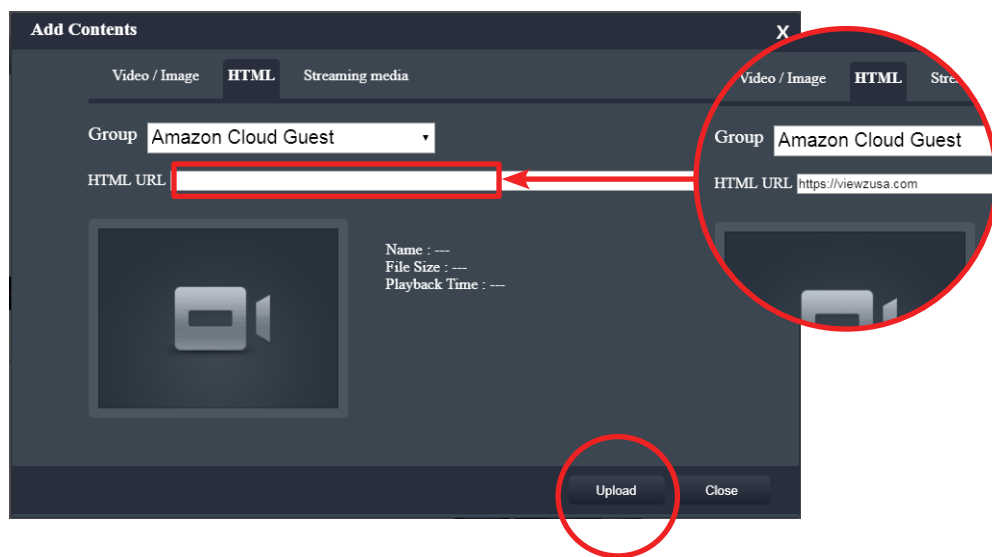 Add Contents
X
Video / Image HTML Streaming media
Group Amazon Cloud Guest
HTML URL
Name : ---
File Size : ---
Playback Time : ---
Upload Close
Video / Image HTML
Group Amazon Cloud Guest
HTML URL https://viewzusa.com